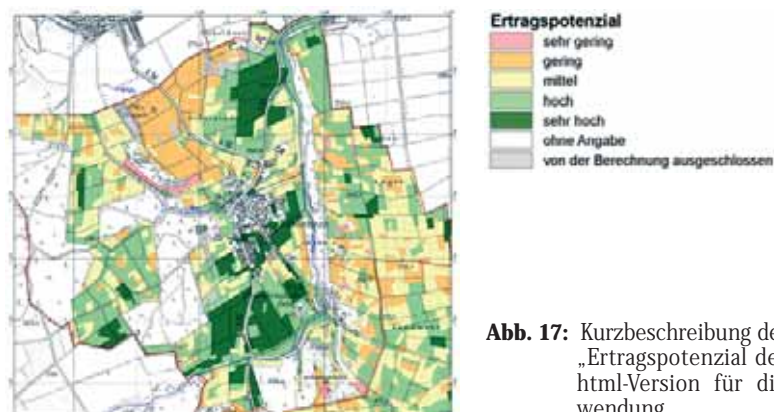 Ertragspotenzial
sehr gering
gering
mittel
hoch
sehr hoch
ohne Angabe
von der Berechnung ausgeschlossen
Abb. 17: Kurzbeschreibung de
„Ertragspotenzial de
html-Version für di
wendung